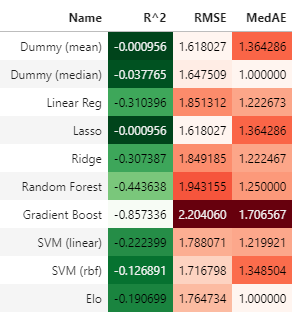 Name R^2 RMSE MedAE
Dummy (mean) -0.000956 1.618027 1.364286
Dummy (median) -0.037765 1.647509 1.000000
Linear Reg -0.310396 1.851312 1.222673
Lasso -0.000956 1.618027 1.364286
Ridge -0.307387 1.849185 1.222467
Random Forest -0.443638 1.943155 1.250000
Gradient Boost -0.857336 2.204060 1.706567
SVM (linear) -0.222399 1.788071 1.219921
SVM (rbf) -0.126891 1.716798 1.348504
Elo -0.190699 1.764734 1.000000